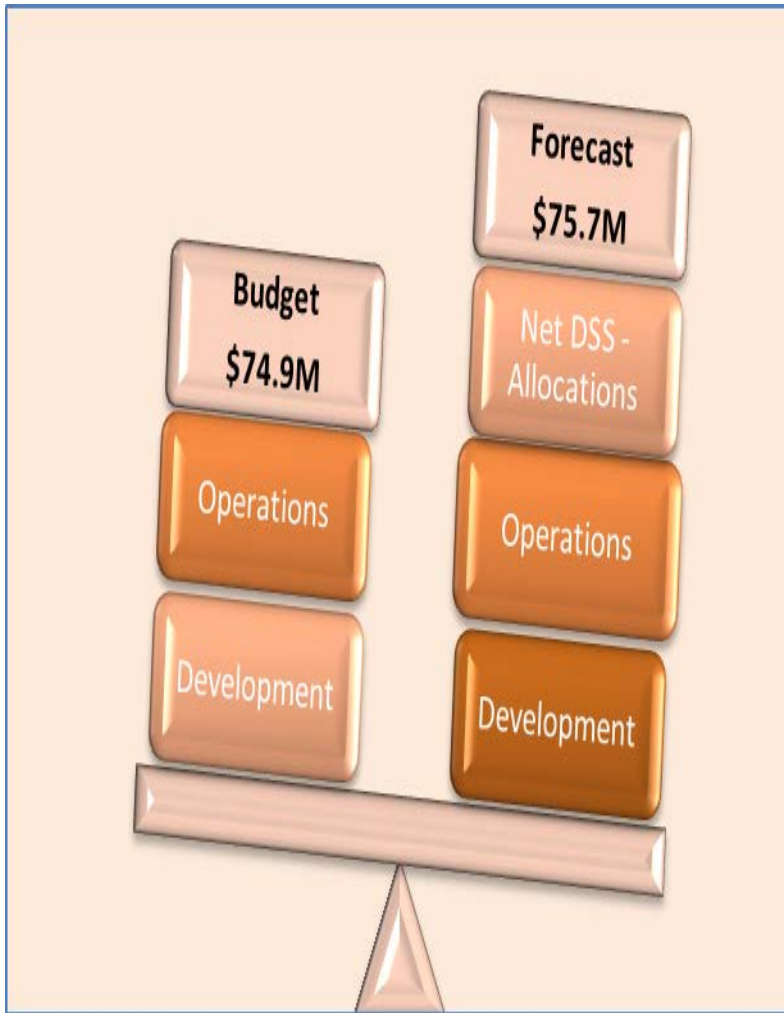 Budget
$74.9M
Operations
Development
Forecast
$75.7M
Net DSS -
Allocations
Operations
Development